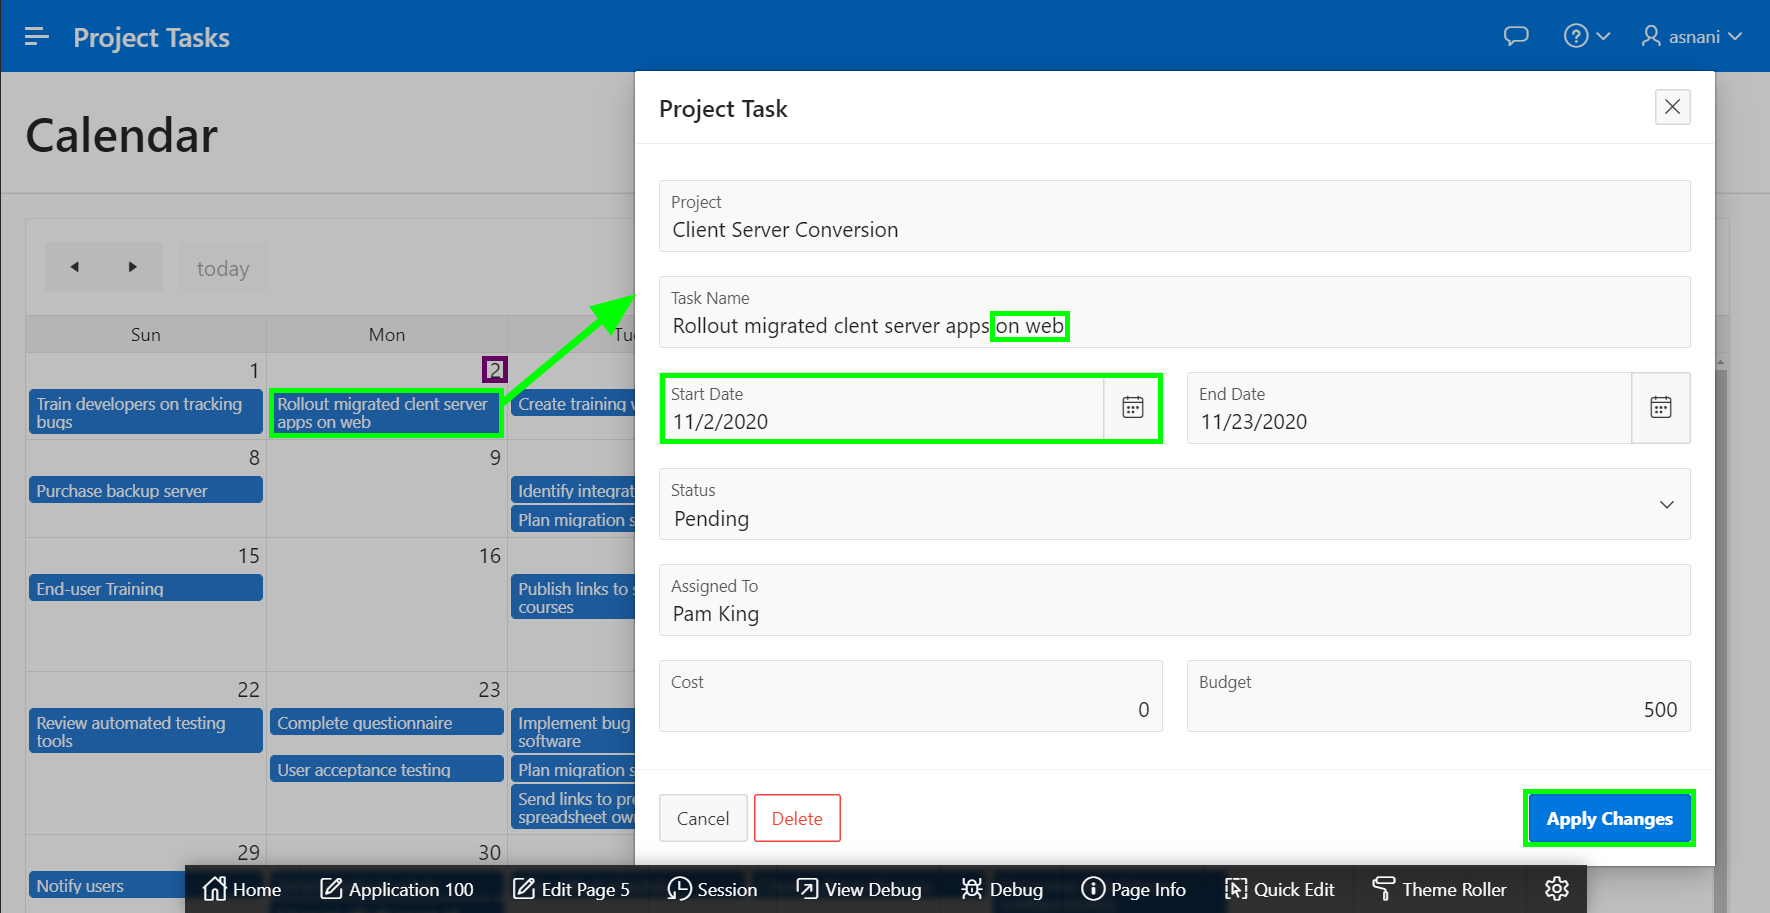 Project Tasks
asnani
Calendar
today
Sun
Mon
1
2
Train developers on tracking
bugs
Rollout migrated clent server
apps on web
Create training
8
9
Purchase backup server
Identify integrat
Plan migration s
15
16
End-user Training
Publish links to s
courses
22
23
Review automated testing
tools
Complete questionnaire
Implement bug
software
User acceptance testing
Plan migration s
Send links to pre
spreadsheet ow
29
30
Notify users
Project Task
Project
Client Server Conversion
Task Name
Rollout migrated clent server apps on web
Start Date
11/2/2020
End Date
11/23/2020
Status
Pending
Assigned To
Pam King
Cost
0
Budget
500
Cancel
Delete
Apply Changes
Home
Application 100
Edit Page 5
Session
View Debug
Debug
Page Info
Quick Edit
Theme Roller